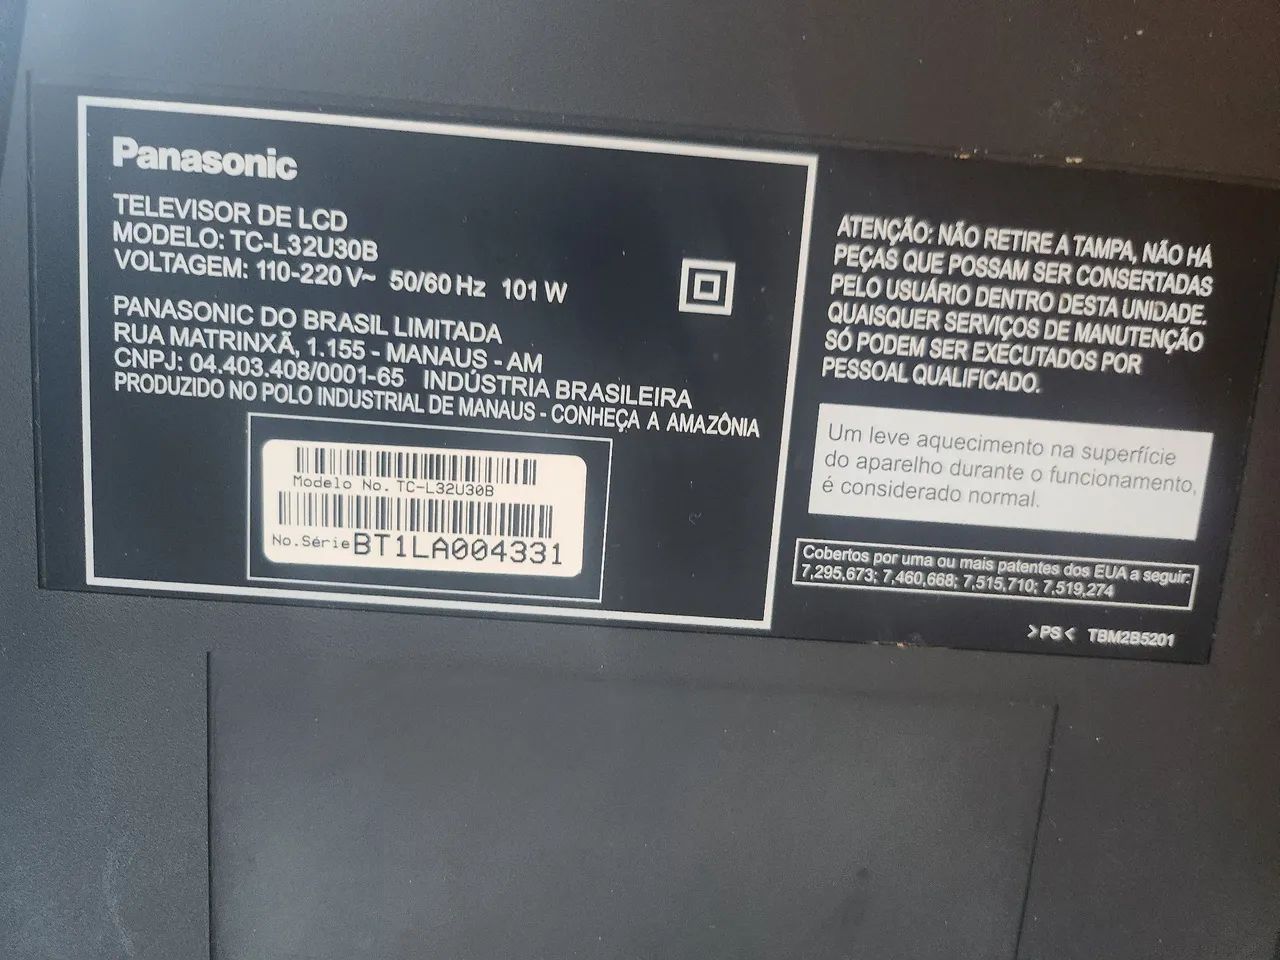 Panasonic
TELEVISOR DE LCD
MODELO: TC-L32U30B
VOLTAGEM: 110-220 V~ 50/60 Hz 101 W
PANASONIC DO BRASIL LIMITADA
RUA MATRINXÃ, 1.155 - MANAUS - AM
CNPJ: 04.403.408/0001-65 INDÚSTRIA BRASILEIRA
PRODUZIDO NO POLO INDUSTRIAL DE MANAUS - CONHEÇA A AMAZÔNIA
Modelo No. TC-L32U30B
No.Série BT1LA004331
ATENÇÃO: NÃO RETIRE A TAMPA, NÃO HÁ
PEÇAS QUE POSSAM SER CONSERTADAS
PELO USUÁRIO DENTRO DESTA UNIDADE.
QUAISQUER SERVIÇOS DE MANUTENÇÃO
SÓ PODEM SER EXECUTADOS POR
PESSOAL QUALIFICADO.
Um leve aquecimento na superfície
do aparelho durante o funcionamento,
é considerado normal.
Cobertos por uma ou mais patentes dos EUA a seguir:
7,295,673; 7,460,668; 7,515,710; 7,519,274
>PS< TBM2B5201